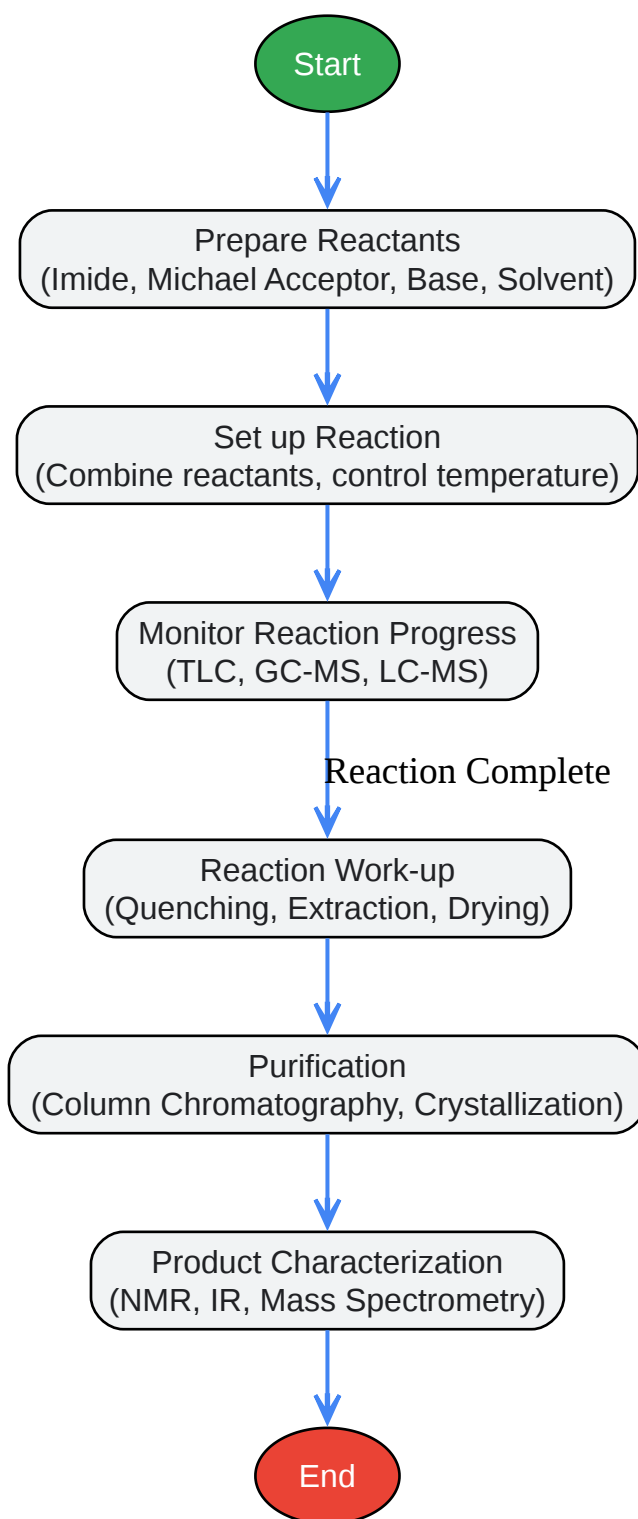 Start
Prepare Reactants
(Imide, Michael Acceptor, Base, Solvent)
Set up Reaction
(Combine reactants, control temperature)
Monitor Reaction Progress
(TLC, GC-MS, LC-MS)
Reaction Complete
Reaction Work-up
(Quenching, Extraction, Drying)
Purification
(Column Chromatography, Crystallization)
Product Characterization
(NMR, IR, Mass Spectrometry)
End